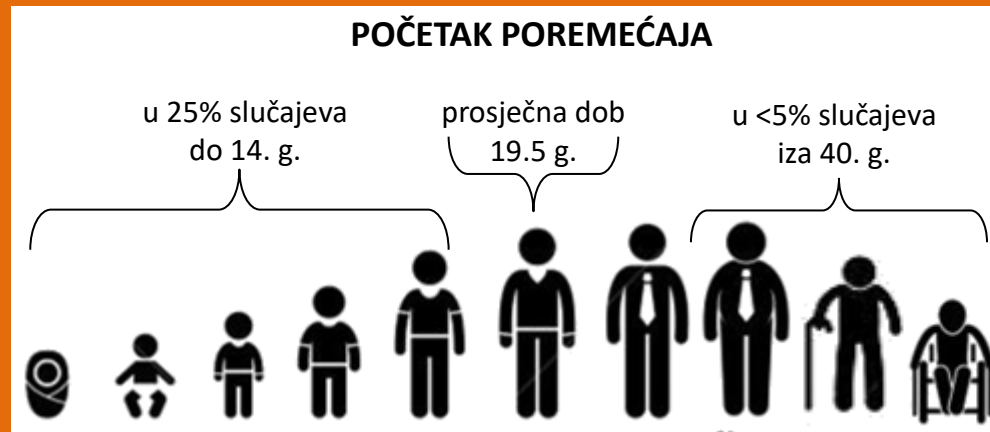 POČETAK POREMEĆAJA
u 25% slučajeva
do 14. g.
prosječna dob
19.5 g.
u <5% slučajeva
iza 40. g.